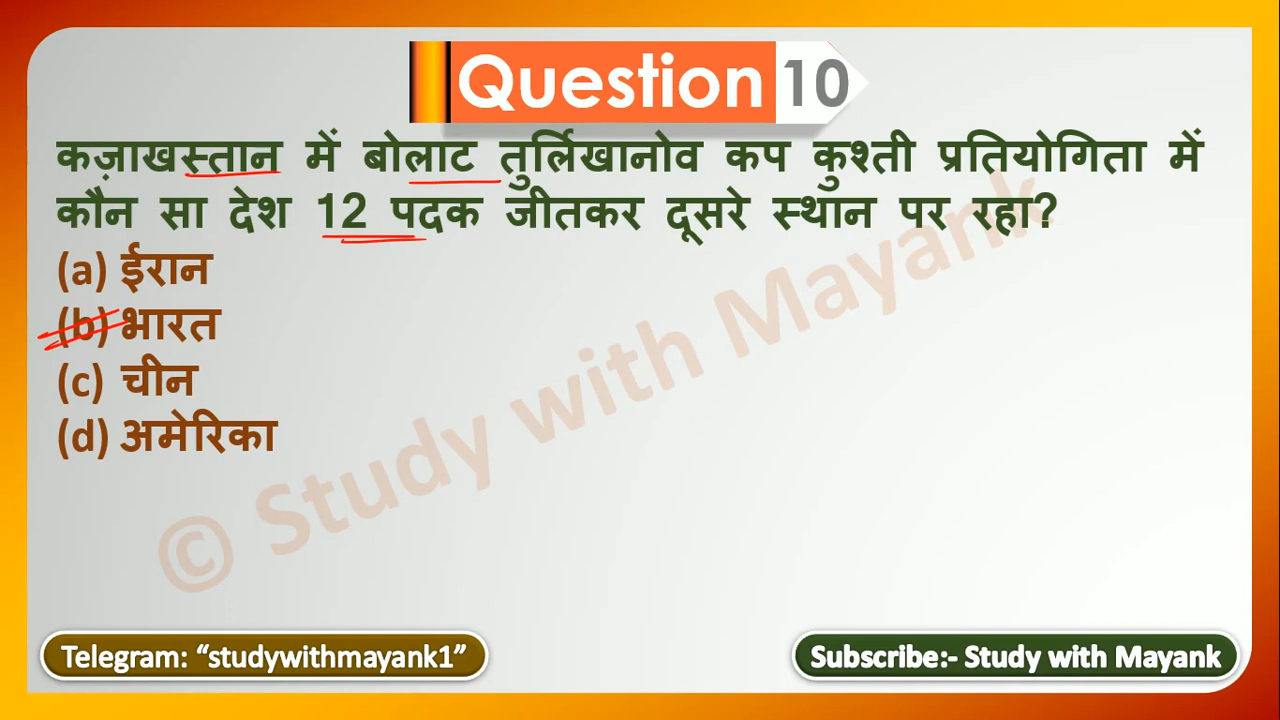 Question 10
कज़ाखस्तान में बोलाट तुर्लिखानोव कप कुश्ती प्रतियोगिता में
कौन सा देश 12 पदक जीतकर दूसरे स्थान पर रहा?
(a) ईरान
(b) भारत
(c) चीन
(d) अमेरिका
© Study with Mayank
Telegram: “studywithmayank1”
Subscribe:- Study with Mayank